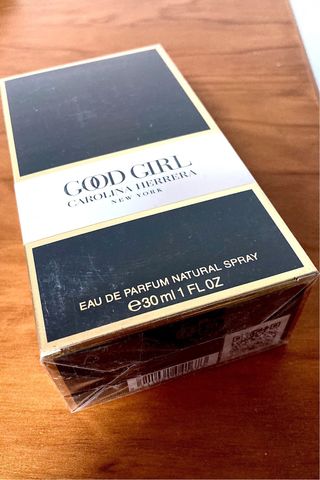 GOOD GIRL
CAROLINA HERRERA
NEW YORK
EAU DE PARFUM NATURAL SPRAY
℮30 ml 1 FL OZ